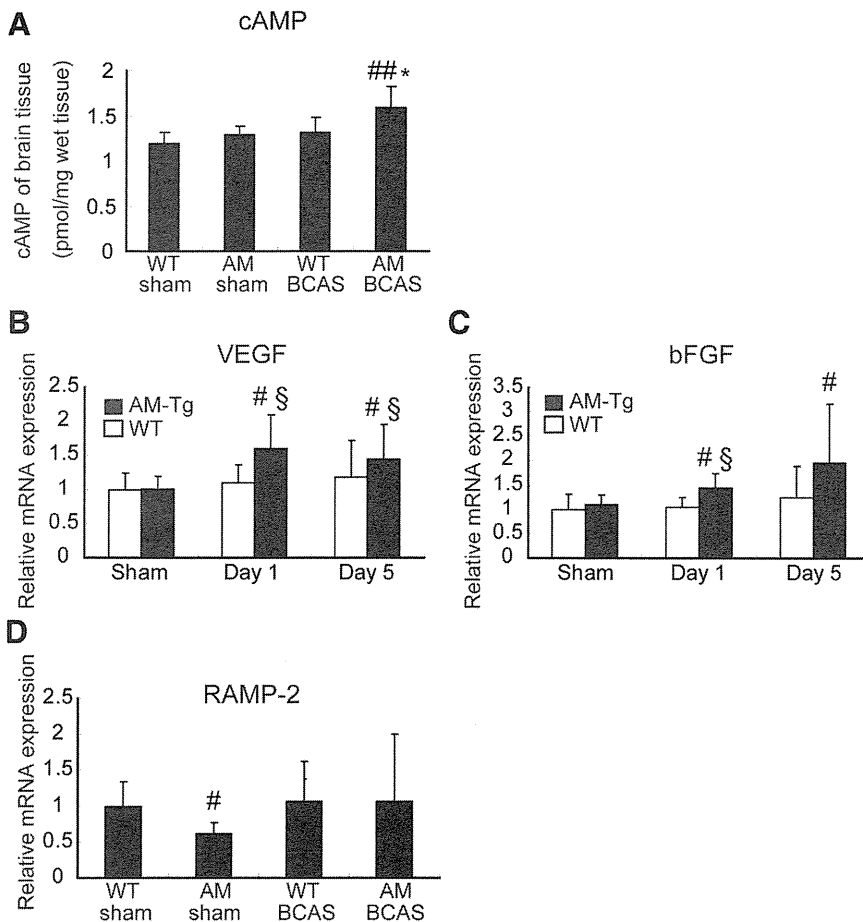 A
cAMP
cAMP of brain tissue
(pmol/mg wet tissue)
2
1.5
1
0.5
0
##*
WT
sham
AM
sham
WT
BCAS
AM
BCAS
B
VEGF
Relative mRNA expression
2.5
2
1.5
1
0.5
0
AM-Tg
WT
# §
# §
Sham
Day 1
Day 5
C
bFGF
Relative mRNA expression
3.5
3
2.5
2
1.5
1
0.5
0
AM-Tg
WT
# §
#
Sham
Day 1
Day 5
D
RAMP-2
Relative mRNA expression
2.5
2
1.5
1
0.5
0
#
WT
sham
AM
sham
WT
BCAS
AM
BCAS